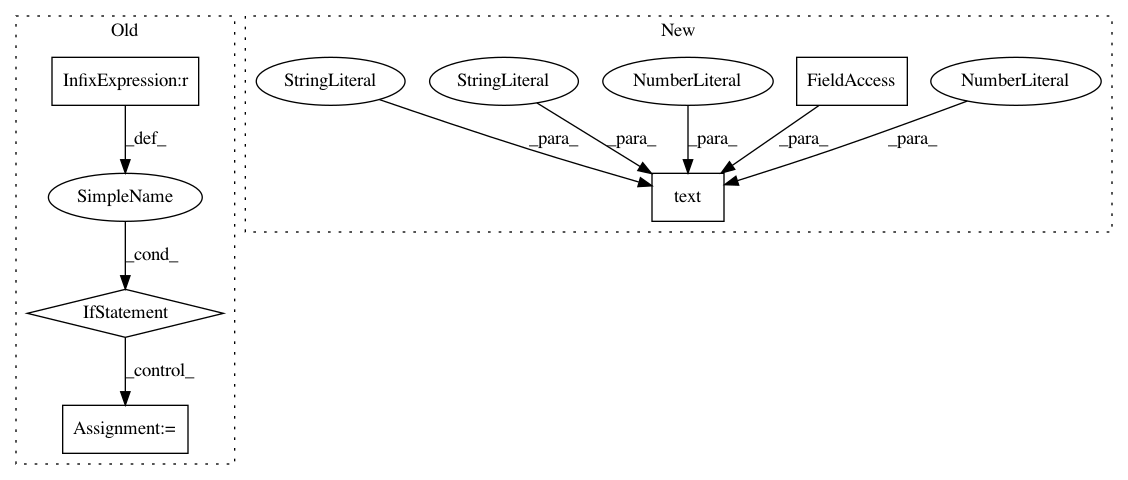 Old
New
InfixExpression:r
StringLiteral
StringLiteral
NumberLiteral
FieldAccess
NumberLiteral
_def_
_para_
_para_
_para_
_para_
_para_
SimpleName
text
_cond_
IfStatement
_control_
Assignment:=